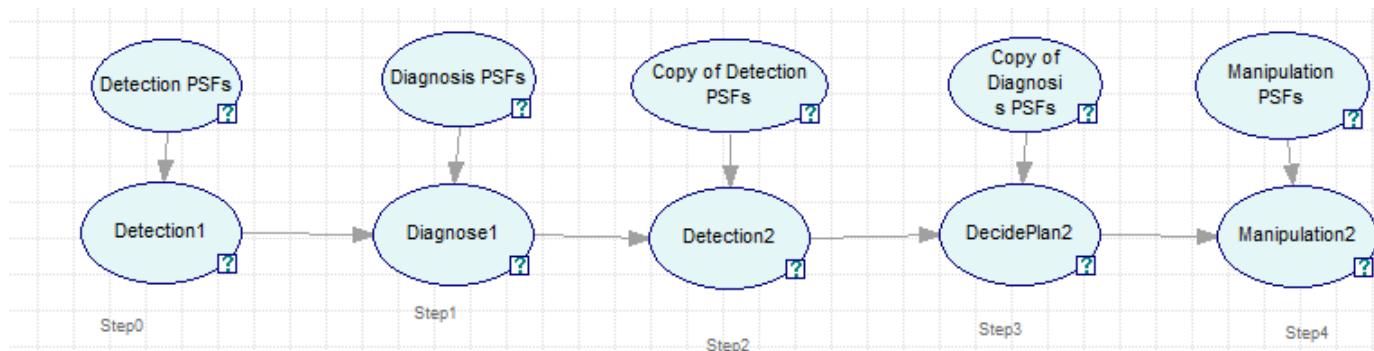 Detection PSFs
?
Diagnosis PSFs
?
Copy of Detection
PSFs
?
Copy of
Diagnosi
s PSFs
?
Manipulation
PSFs
?
Detection1
?
Diagnose1
?
Detection2
?
DecidePlan2
?
Manipulation2
?
Step0
Step1
Step2
Step3
Step4